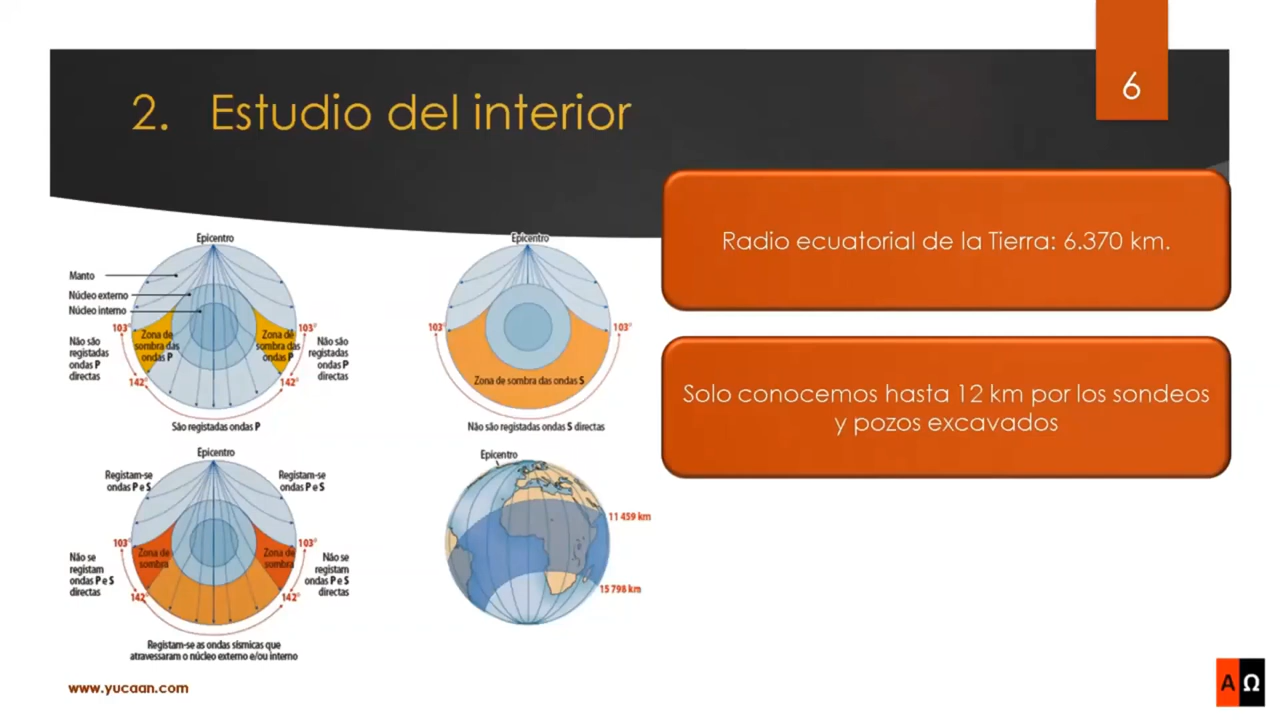 6
2. Estudio del interior
Radio ecuatorial de la Tierra: 6.370 km.
Solo conocemos hasta 12 km por los sondeos
y pozos excavados
Epicentro
Manto
Núcleo externo
Núcleo interno
103°
103°
Zona de
sombra das
ondas P
Zona de
sombra das
ondas P
Não são
registadas
ondas P
directas
Não são
registadas
ondas P
directas
142°
142°
São registadas ondas P
Epicentro
103°
103°
Zona de sombra das ondas S
Não são registadas ondas S directas
Epicentro
Registam-se
ondas P e S
Registam-se
ondas P e S
103°
103°
Zona de
sombra
Zona de
sombra
Não se
registam
ondas P e S
directas
Não se
registam
ondas P e S
directas
142°
142°
Registam-se as ondas sísmicas que
atravessaram o núcleo externo e/ou interno
Epicentro
11 459 km
15 798 km
www.yucaan.com
A Ω